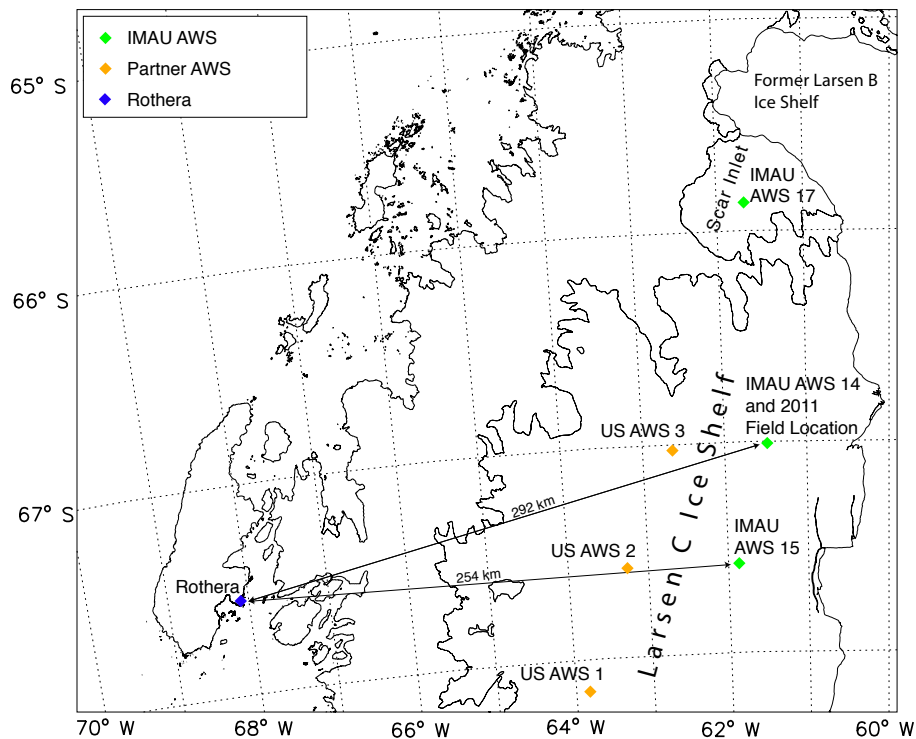 IMAU AWS
Partner AWS
Rothera
65° S
66° S
67° S
Former Larsen B
Ice Shelf
Scar Inlet
IMAU
AWS 17
IMAU AWS 14
and 2011
Field Location
US AWS 3
292 km
IMAU
AWS 15
US AWS 2
254 km
Rothera
Larsen C Ice Shelf
US AWS 1
70° W
68° W
66° W
64° W
62° W
60° W